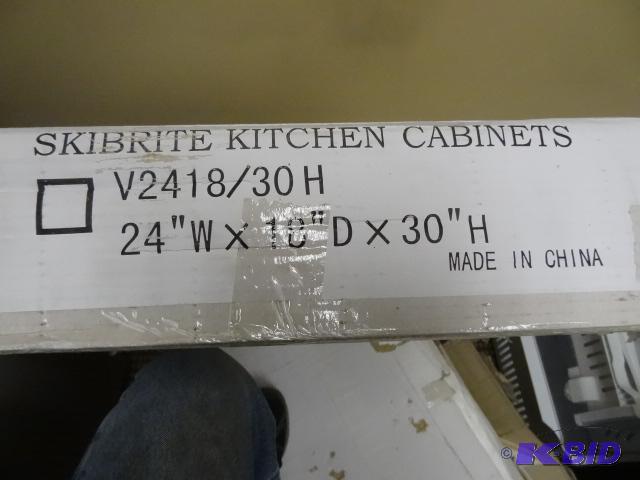 SKIBRITE KITCHEN CABINETS
V2418/30H
24"W x 18"D x 30"H
MADE IN CHINA
© K-BID